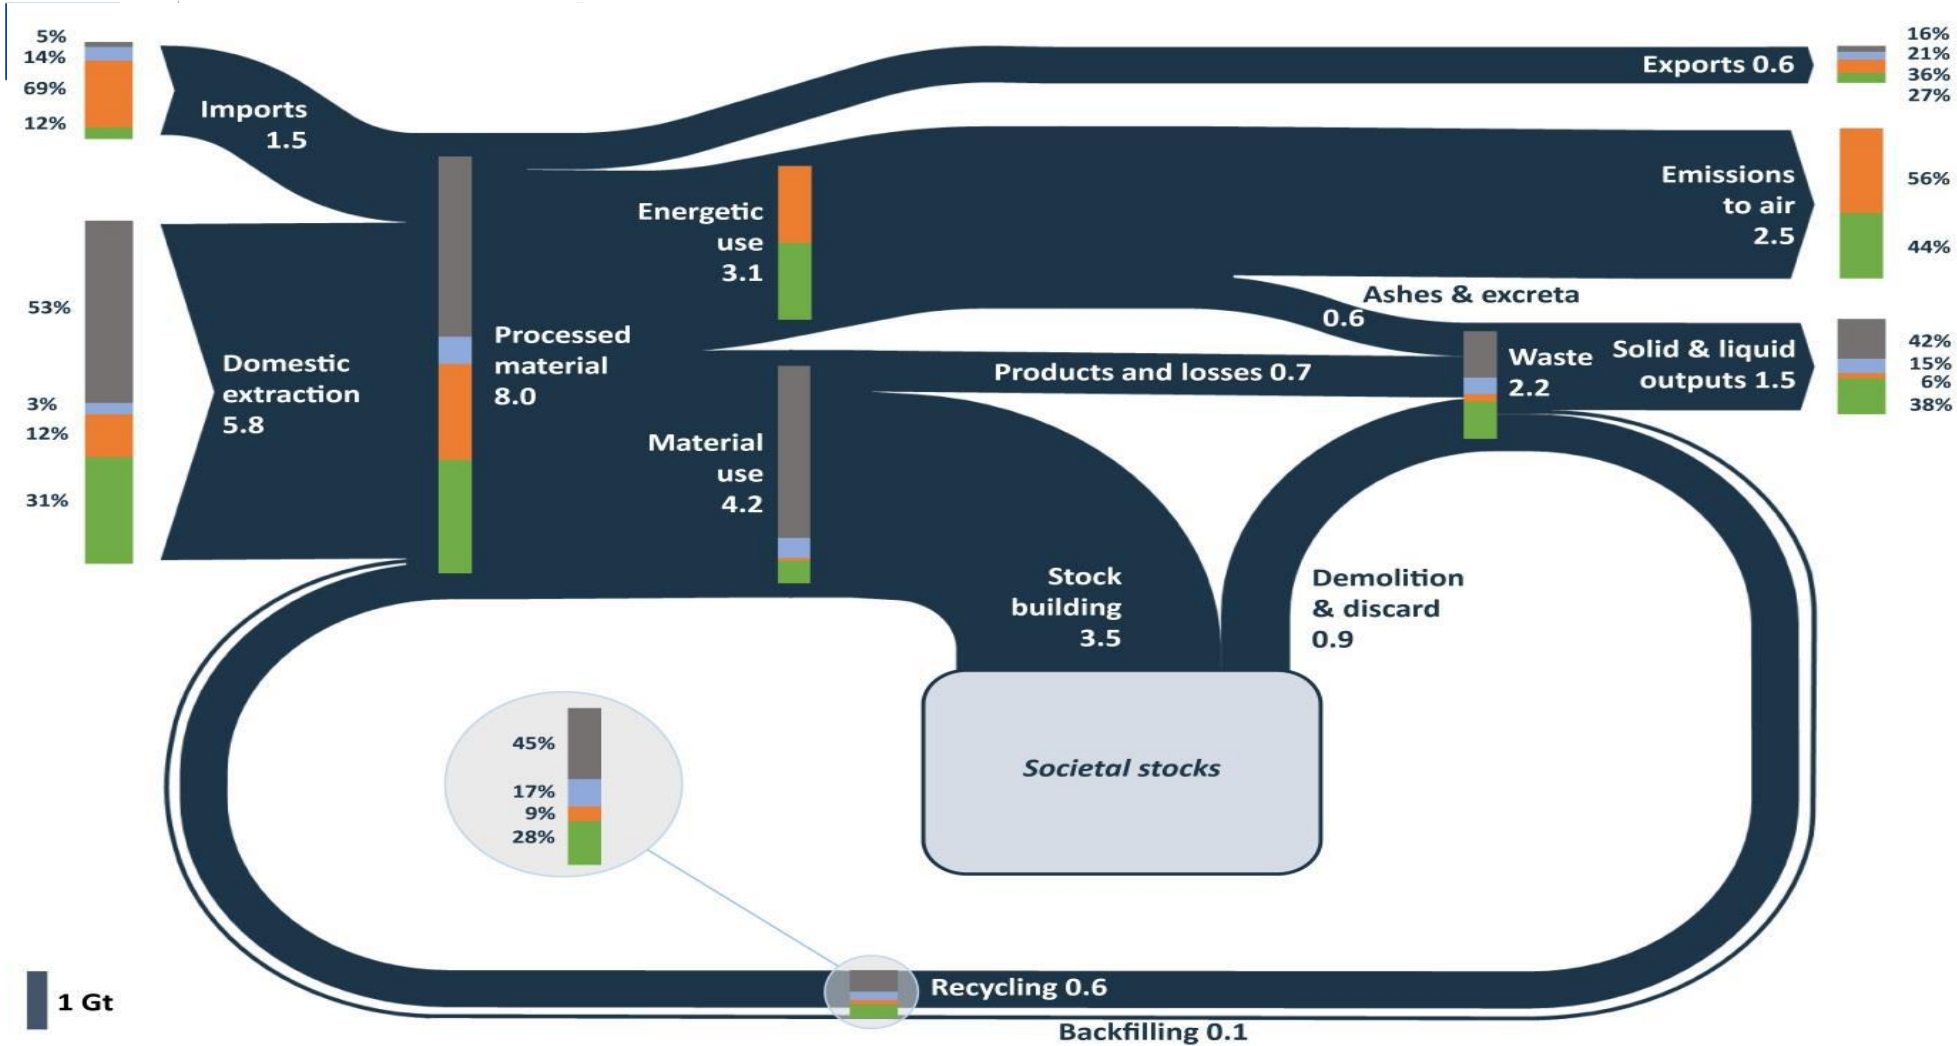 5%
14%
69%
12%
Imports
1.5
53%
3%
12%
31%
Domestic
extraction
5.8
Processed
material
8.0
Energetic
use
3.1
Material
use
4.2
Exports 0.6
16%
21%
36%
27%
Emissions
to air
2.5
56%
44%
Ashes & excreta
0.6
Products and losses 0.7
Waste
2.2
Solid & liquid
outputs 1.5
42%
15%
6%
38%
Stock
building
3.5
Demolition
& discard
0.9
Societal stocks
45%
17%
9%
28%
Recycling 0.6
Backfilling 0.1
1 Gt